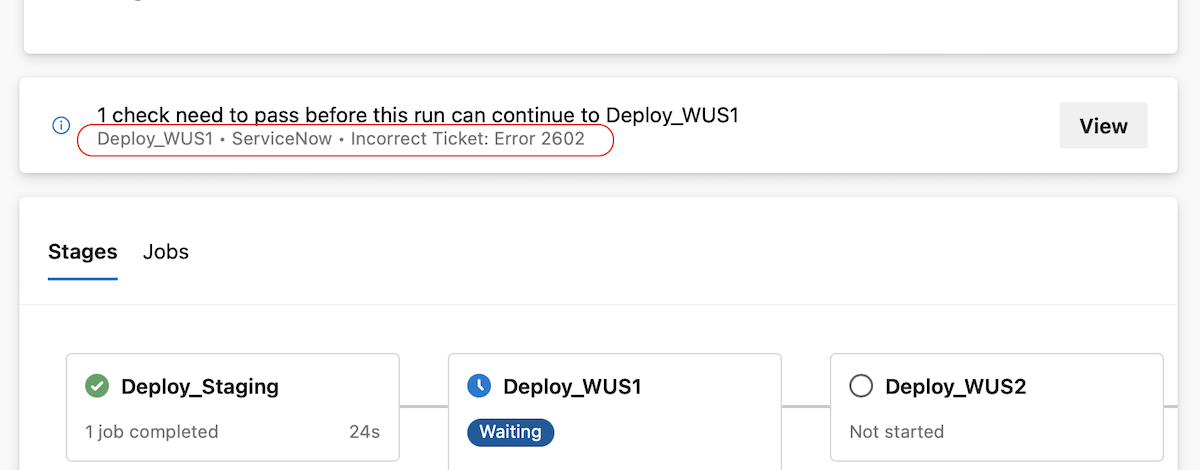 1 check need to pass before this run can continue to Deploy_WUS1
Deploy_WUS1 • ServiceNow • Incorrect Ticket: Error 2602
View
Stages Jobs
Deploy_Staging
1 job completed 24s
Deploy_WUS1
Waiting
Deploy_WUS2
Not started